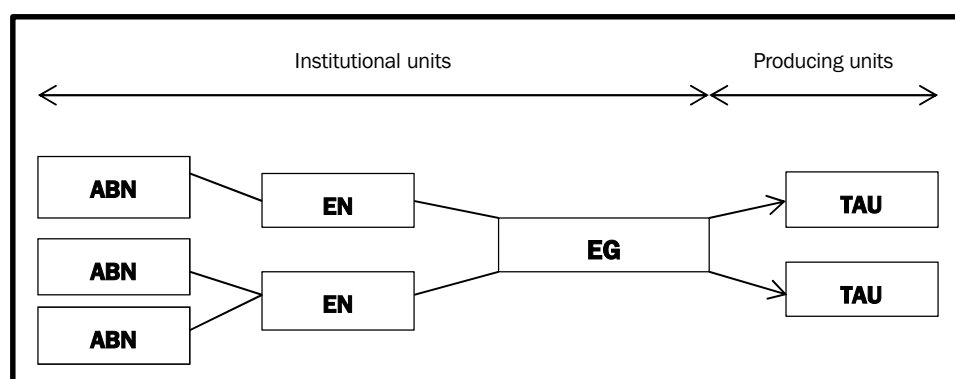 Institutional units
Producing units
ABN
EN
TAU
EG
ABN
EN
TAU
ABN